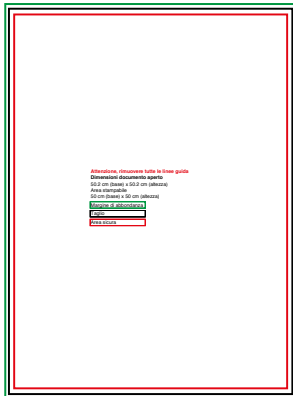 Attenzione, rimuovere tutte le linee guida
Dimensioni documento aperto
50.2 cm (base) x 50.2 cm (altezza)
Area stampabile
50 cm (base) x 50 cm (altezza)
Margine di abbondanza
Taglio
Area sicura